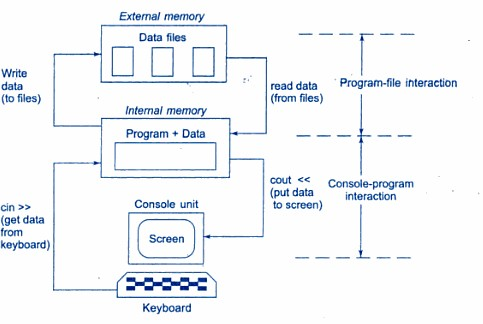 External memory
Data files
Write
data
(to files)
read data
(from files)
Program-file interaction
Internal memory
Program + Data
cout <<
(put data
to screen)
Console-program
interaction
cin >>
(get data
from
keyboard)
Console unit
Screen
Keyboard